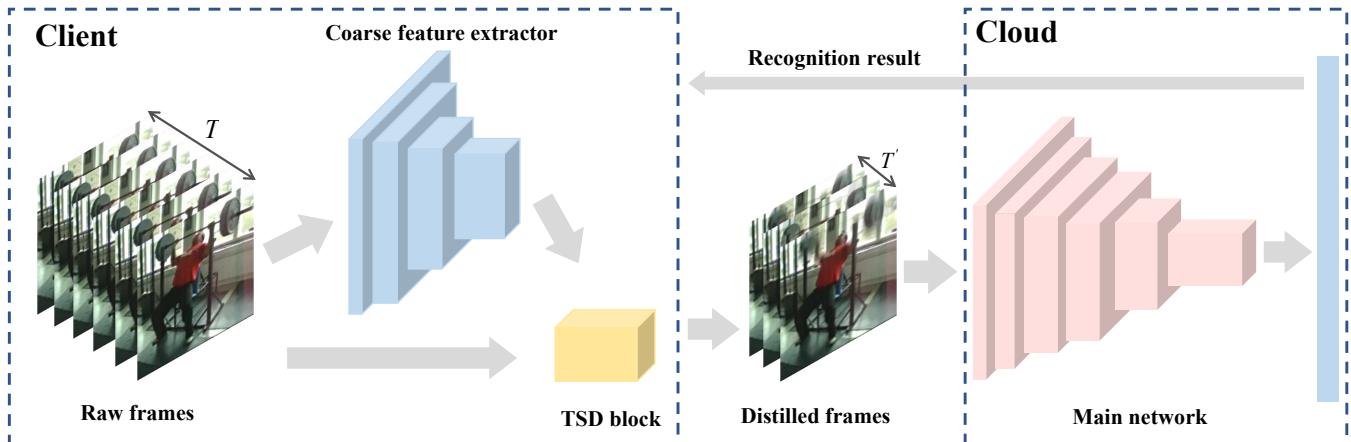 Client
Coarse feature extractor
Cloud
Recognition result
T
T'
Raw frames
TSD block
Distilled frames
Main network